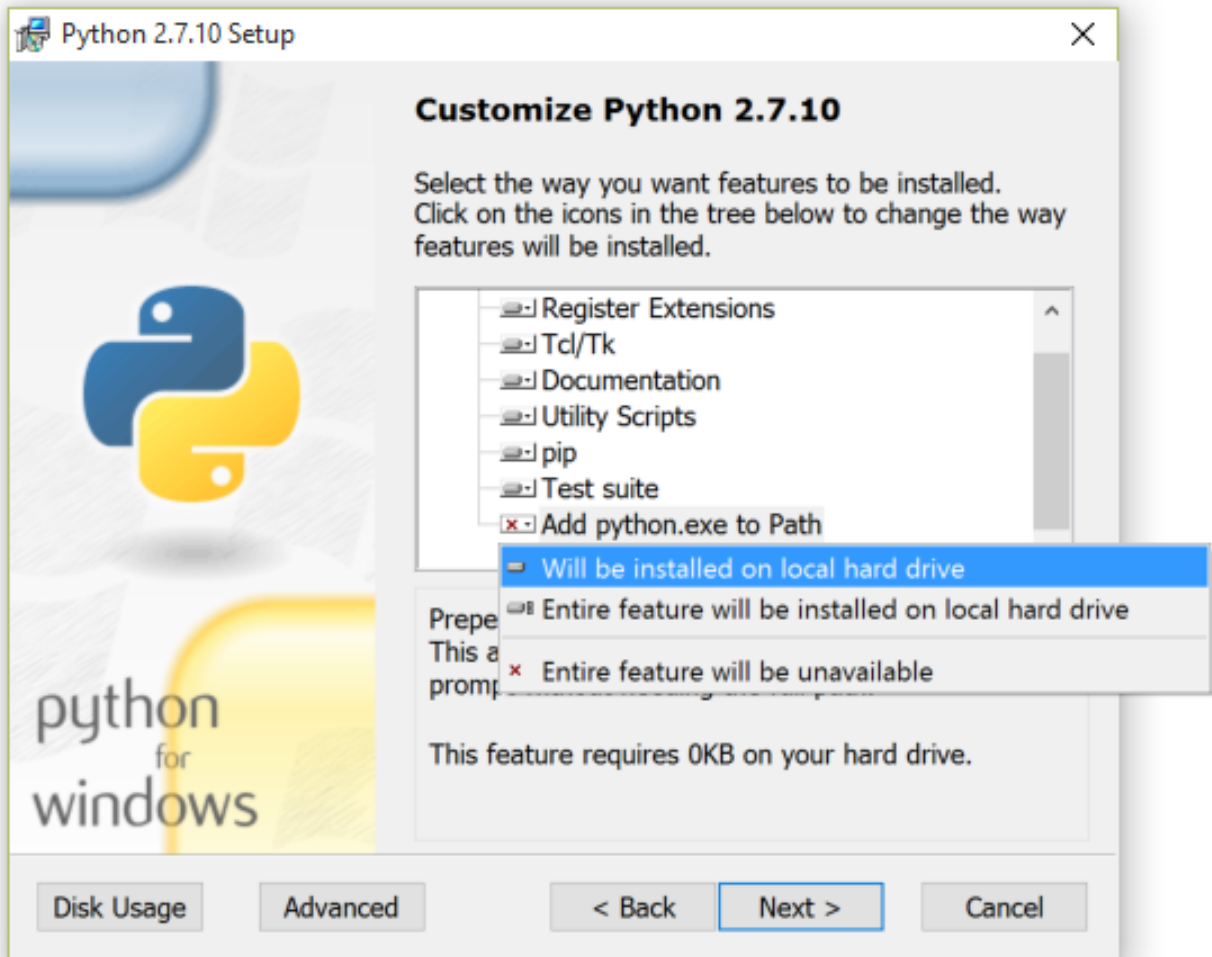 Python 2.7.10 Setup
Customize Python 2.7.10
Select the way you want features to be installed.
Click on the icons in the tree below to change the way
features will be installed.
Register Extensions
Tcl/Tk
Documentation
Utility Scripts
pip
Test suite
Add python.exe to Path
Will be installed on local hard drive
Entire feature will be installed on local hard drive
Entire feature will be unavailable
Prepe
This a
This feature requires 0KB on your hard drive.
python
for
windows
Disk Usage
Advanced
< Back
Next >
Cancel